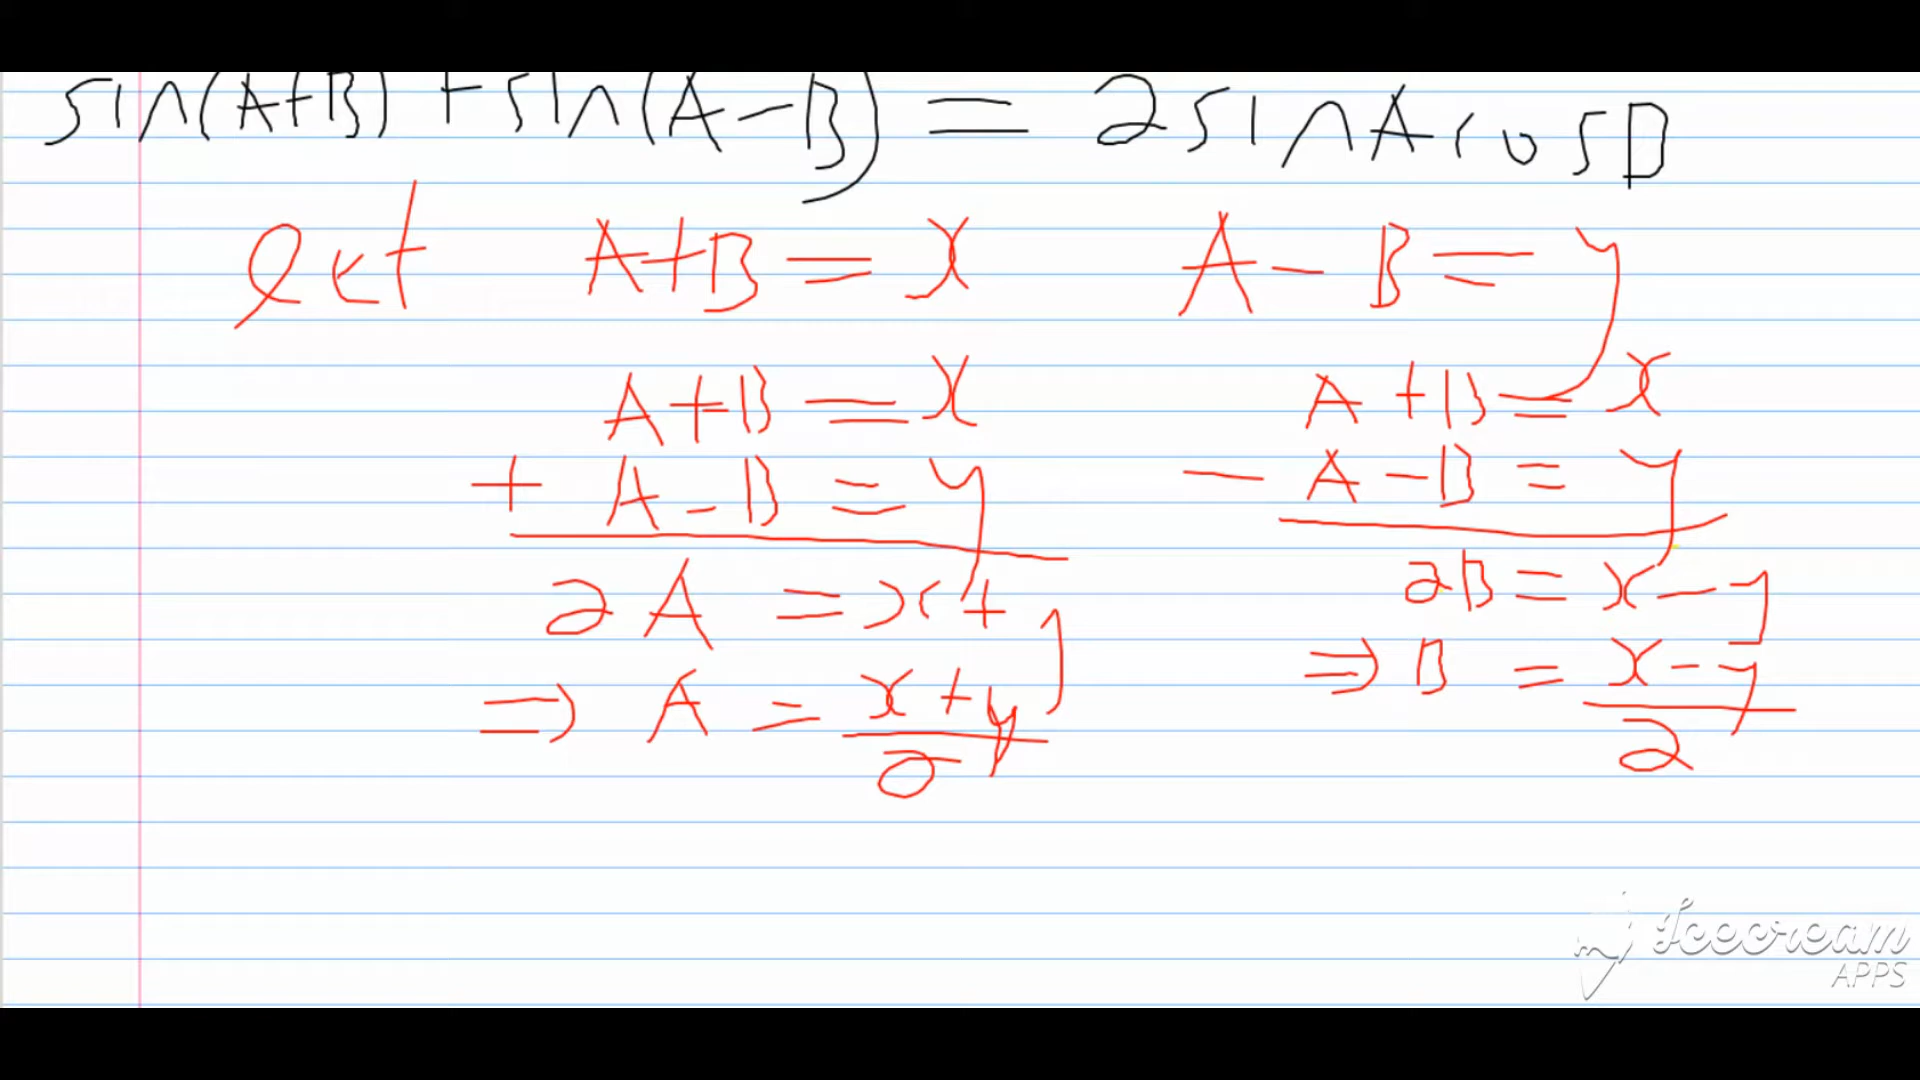 sin(A+B) + sin(A-B) = 2sinAcosB
let A+B = x A-B = y
A+B = x A+B = x
+ A-B = y - A-B = y
2A = x+y 2B = x-y
⇒ A = x+y/2 ⇒ B = x-y/2
Icecream
APPS